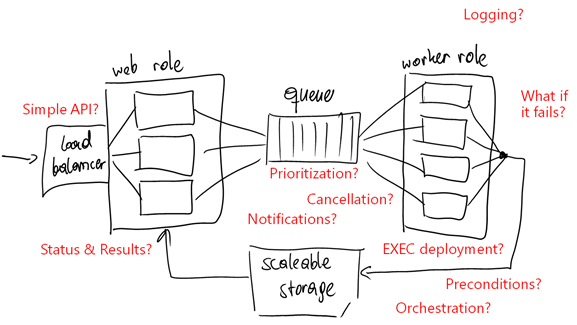 Logging?
worker role
web role
queue
What if
it fails?
Simple API?
load
balancer
Prioritization?
Cancellation?
Notifications?
Status & Results?
EXEC deployment?
scaleable
storage
Preconditions?
Orchestration?